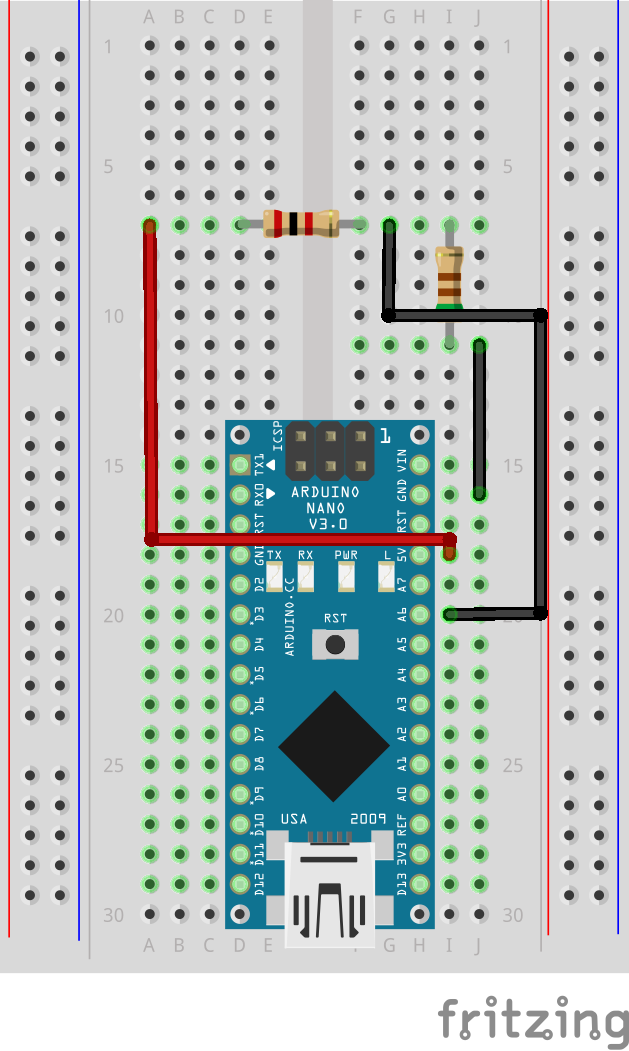 A B C D E F G H I J
1 1
5 5
10 10
ICSP
1
15 15
TX1 VIN
RX0 GND
RST RST
GND 5V
D2 A7
D3 A6
D4 A5
*D5 A4
*D6 A3
D7 A2
D8 A1
*D9 A0
*D10 REF
*D11 3V3
D12 D13
ARDUINO
NANO
V3.0
TX RX PWR L
ARDUINO.CC
RST
20
25 25
USA 2009
30 30
A B C D E G H I J
fritzing